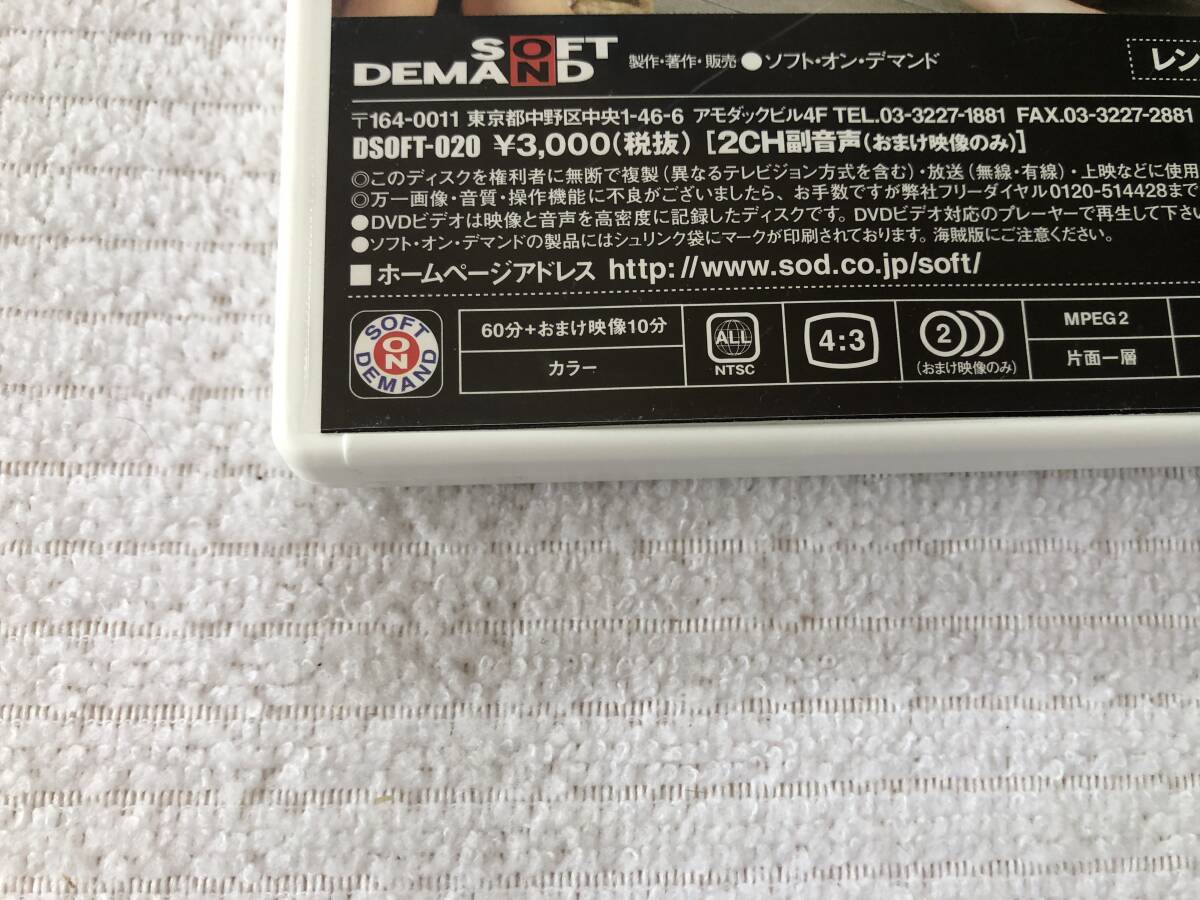 SOFT ON DEMAND 製作・著作・販売●ソフト・オン・デマンド レン
〒164-0011 東京都中野区中央1-46-6 アモダックビル4F TEL.03-3227-1881 FAX.03-3227-2881
DSOFT-020 ¥3,000(税抜) [2CH副音声(おまけ映像のみ)]
◎このディスクを権利者に無断で複製(異なるテレビジョン方式を含む)・放送(無線・有線)・上映などに使用
◎万一画像・音質・操作機能に不良がございましたら、お手数ですが弊社フリーダイヤル0120-514428まで
●DVDビデオは映像と音声を高密度に記録したディスクです。DVDビデオ対応のプレーヤーで再生して下さ
●ソフト・オン・デマンドの製品にはシュリンク袋にマークが印刷されております。海賊版にご注意ください。
■ホームページアドレス http://www.sod.co.jp/soft/
SOFT ON DEMAND
60分+おまけ映像10分
カラー
ALL
NTSC
4:3
2
(おまけ映像のみ)
MPEG2
片面一層